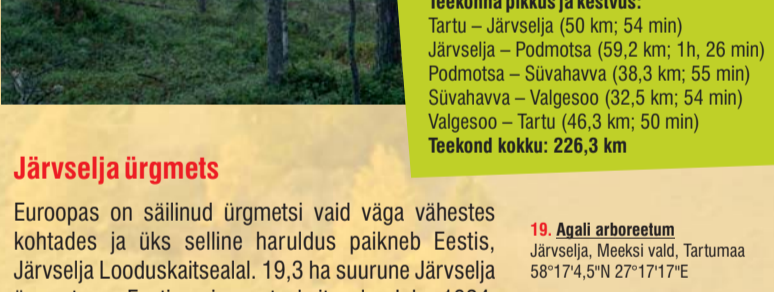 Teekonna pikkus ja kestvus:
Tartu – Järvselja (50 km; 54 min)
Järvselja – Podmotsa (59,2 km; 1h, 26 min)
Podmotsa – Süvahavva (38,3 km; 55 min)
Süvahavva – Valgesoo (32,5 km; 54 min)
Valgesoo – Tartu (46,3 km; 50 min)
Teekond kokku: 226,3 km
Järvselja ürgmets
Euroopas on säilinud ürgmetsi vaid väga vähestes
kohtades ja üks selline haruldus paikneb Eestis,
Järvselja Looduskaitsealal. 19,3 ha suurune Järvselja
19. Agali arboreetum
Järvselja, Meeksi vald, Tartumaa
58°17'4,5"N 27°17'17"E